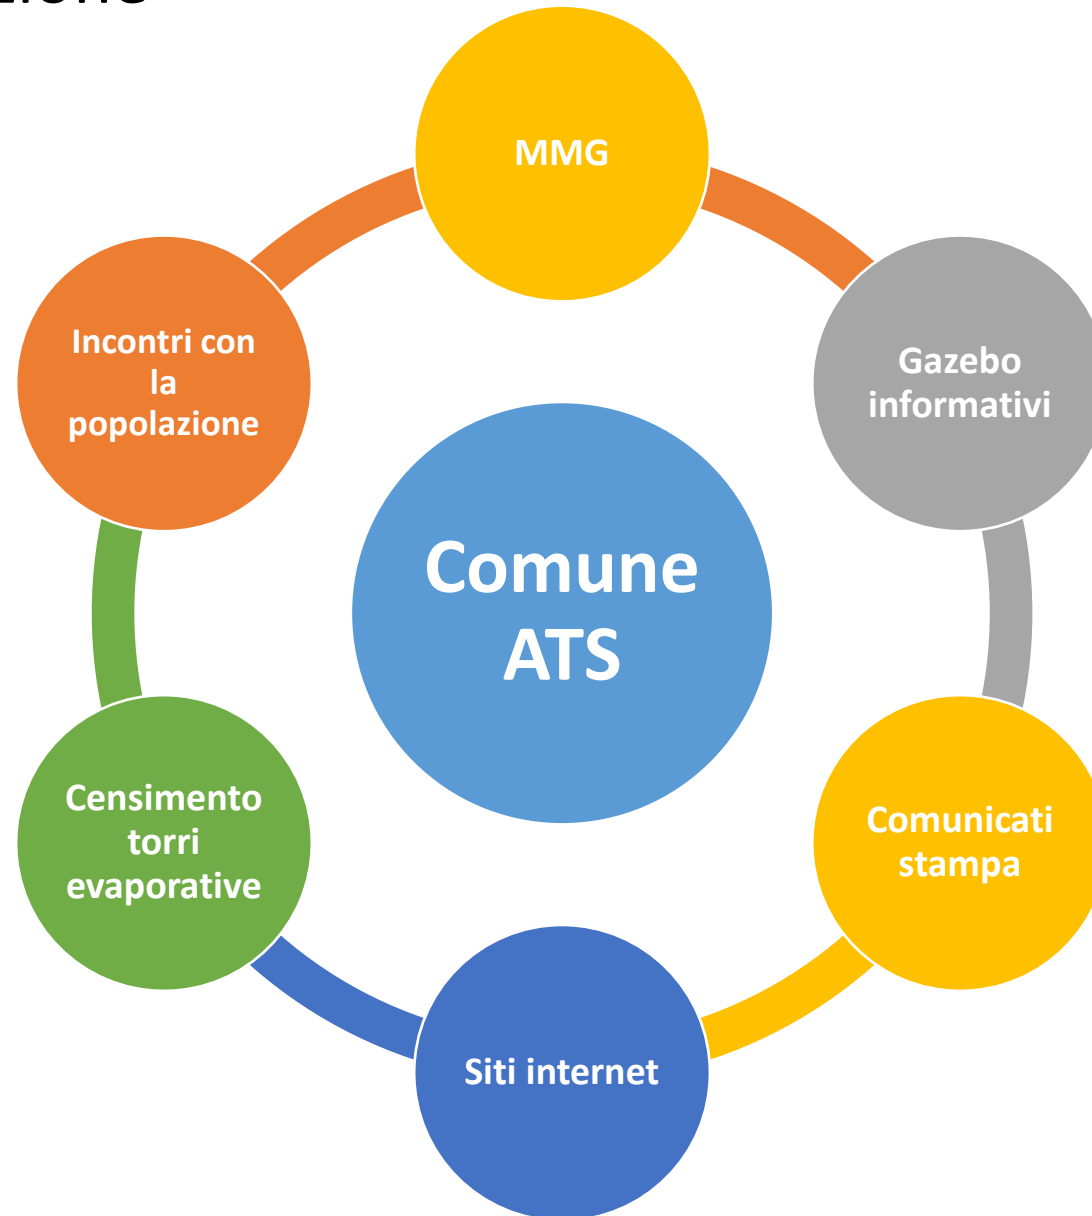 MMG
Gazebo
informativi
Comunicati
stampa
Siti internet
Censimento
torri
evaporative
Incontri con
la
popolazione
Comune
ATS